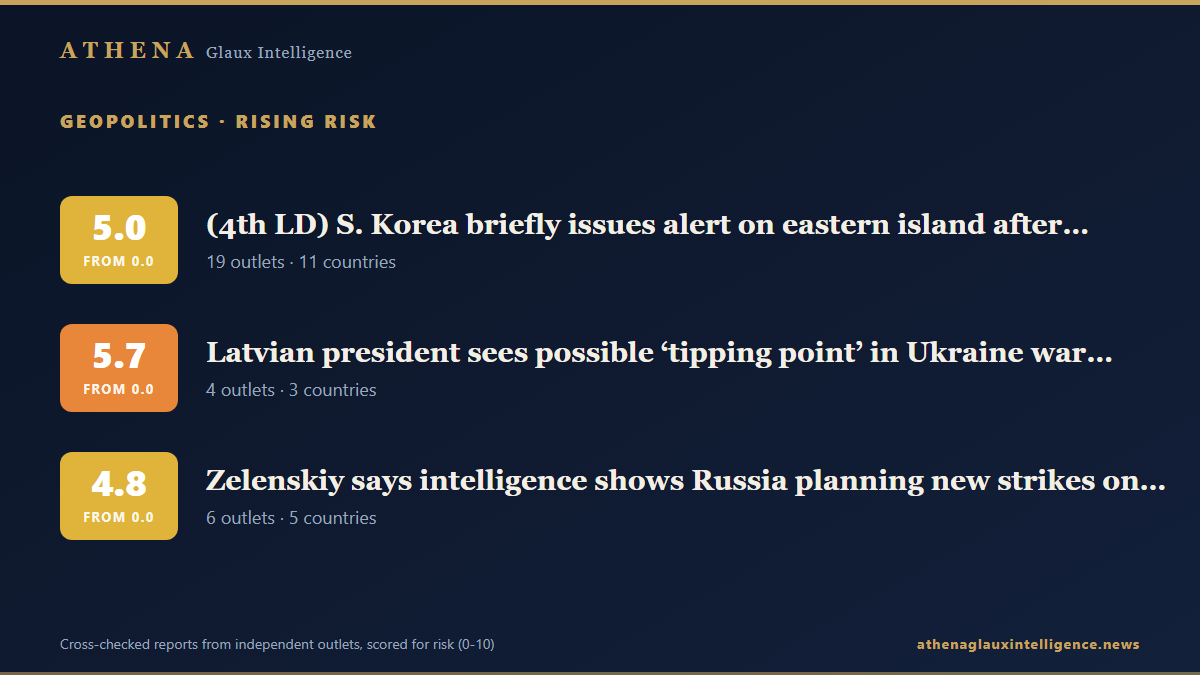 ATHENA Glaux Intelligence
GEOPOLITICS · RISING RISK
5.0
FROM 0.0
(4th LD) S. Korea briefly issues alert on eastern island after...
19 outlets · 11 countries
5.7
FROM 0.0
Latvian president sees possible ‘tipping point’ in Ukraine war...
4 outlets · 3 countries
4.8
FROM 0.0
Zelenskiy says intelligence shows Russia planning new strikes on...
6 outlets · 5 countries
Cross-checked reports from independent outlets, scored for risk (0-10)
athenaglauxintelligence.news